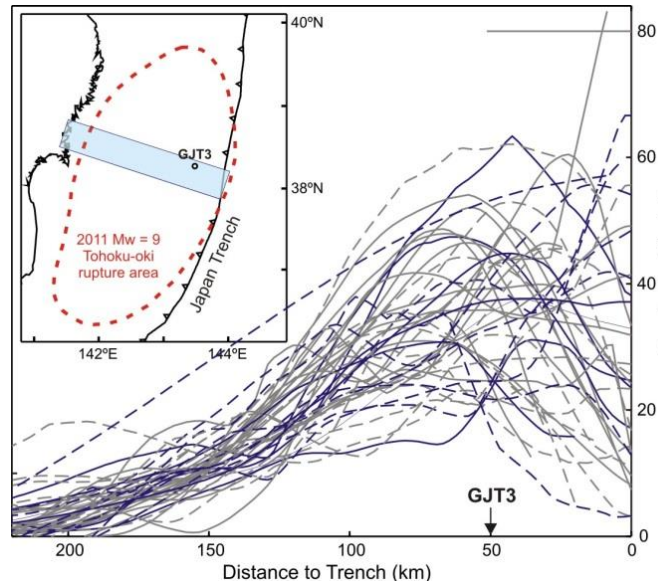 40°N
GJT3
38°N
2011 Mw = 9
Tohoku-oki
rupture area
Japan Trench
142°E
144°E
80
60
40
20
0
GJT3
200
150
100
50
0
Distance to Trench (km)